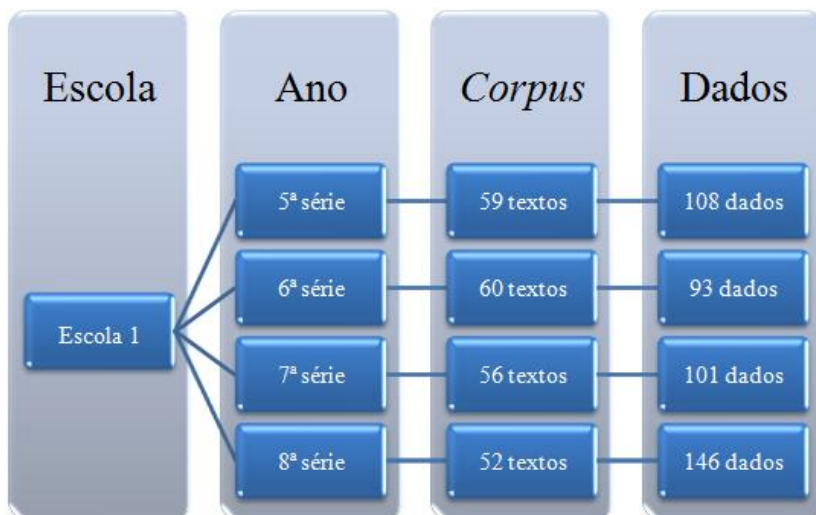 Escola
Ano
Corpus
Dados
Escola 1
5ª série
59 textos
108 dados
6ª série
60 textos
93 dados
7ª série
56 textos
101 dados
8ª série
52 textos
146 dados